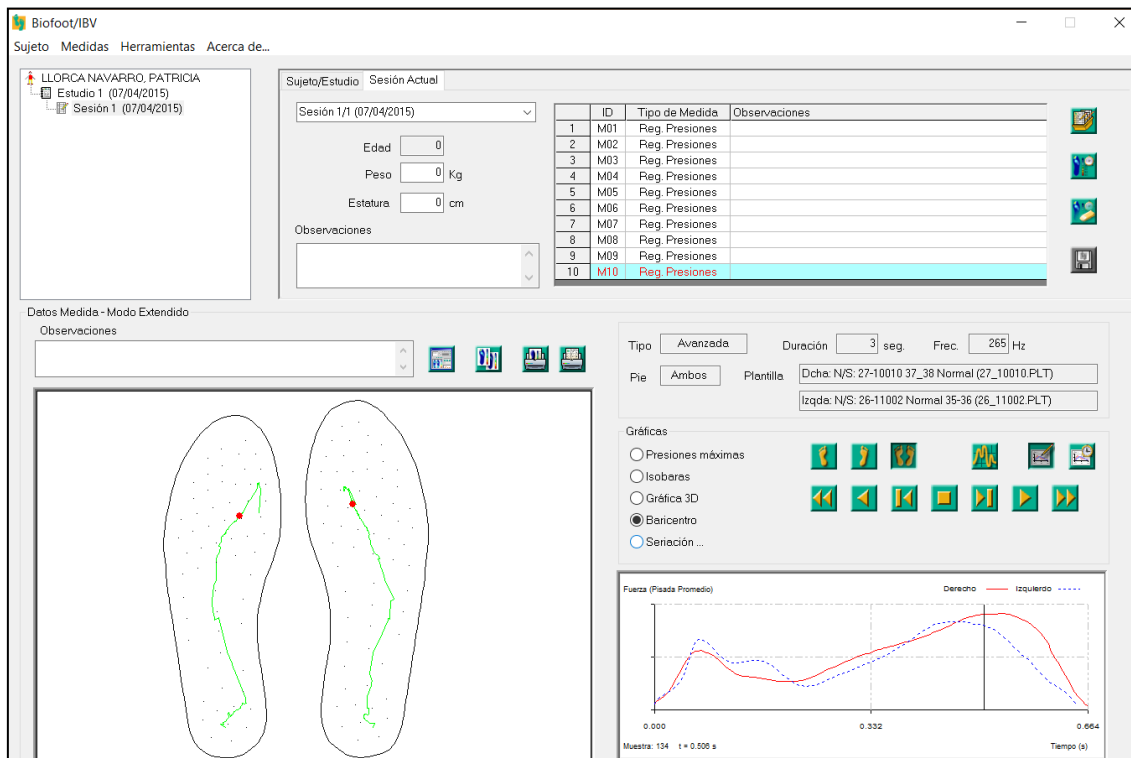 Biofoot/IBV
Sujeto Medidas Herramientas Acerca de...
LLORCA NAVARRO, PATRICIA
Estudio 1 (07/04/2015)
Sesión 1 (07/04/2015)
Sujeto/Estudio Sesión Actual
Sesión 1/1 (07/04/2015)
Edad 0
Peso 0 Kg
Estatura 0 cm
Observaciones
ID Tipo de Medida Observaciones
1 M01 Reg. Presiones
2 M02 Reg. Presiones
3 M03 Reg. Presiones
4 M04 Reg. Presiones
5 M05 Reg. Presiones
6 M06 Reg. Presiones
7 M07 Reg. Presiones
8 M08 Reg. Presiones
9 M09 Reg. Presiones
10 M10 Reg. Presiones
Datos Medida - Modo Extendido
Observaciones
Tipo Avanzada Duración 3 seg. Frec. 265 Hz
Pie Ambos Plantilla Dcha: N/S: 27-10010 37_38 Normal (27_10010.PLT)
Izqda: N/S: 26-11002 Normal 35-36 (26_11002.PLT)
Gráficas
Presiones máximas
Isobaras
Gráfica 3D
Baricentro
Seriación ...
Fuerza (Pisada Promedio) Derecho Izquierdo
0.000 0.332 0.664
Muestra: 134 t = 0.506 s Tiempo (s)